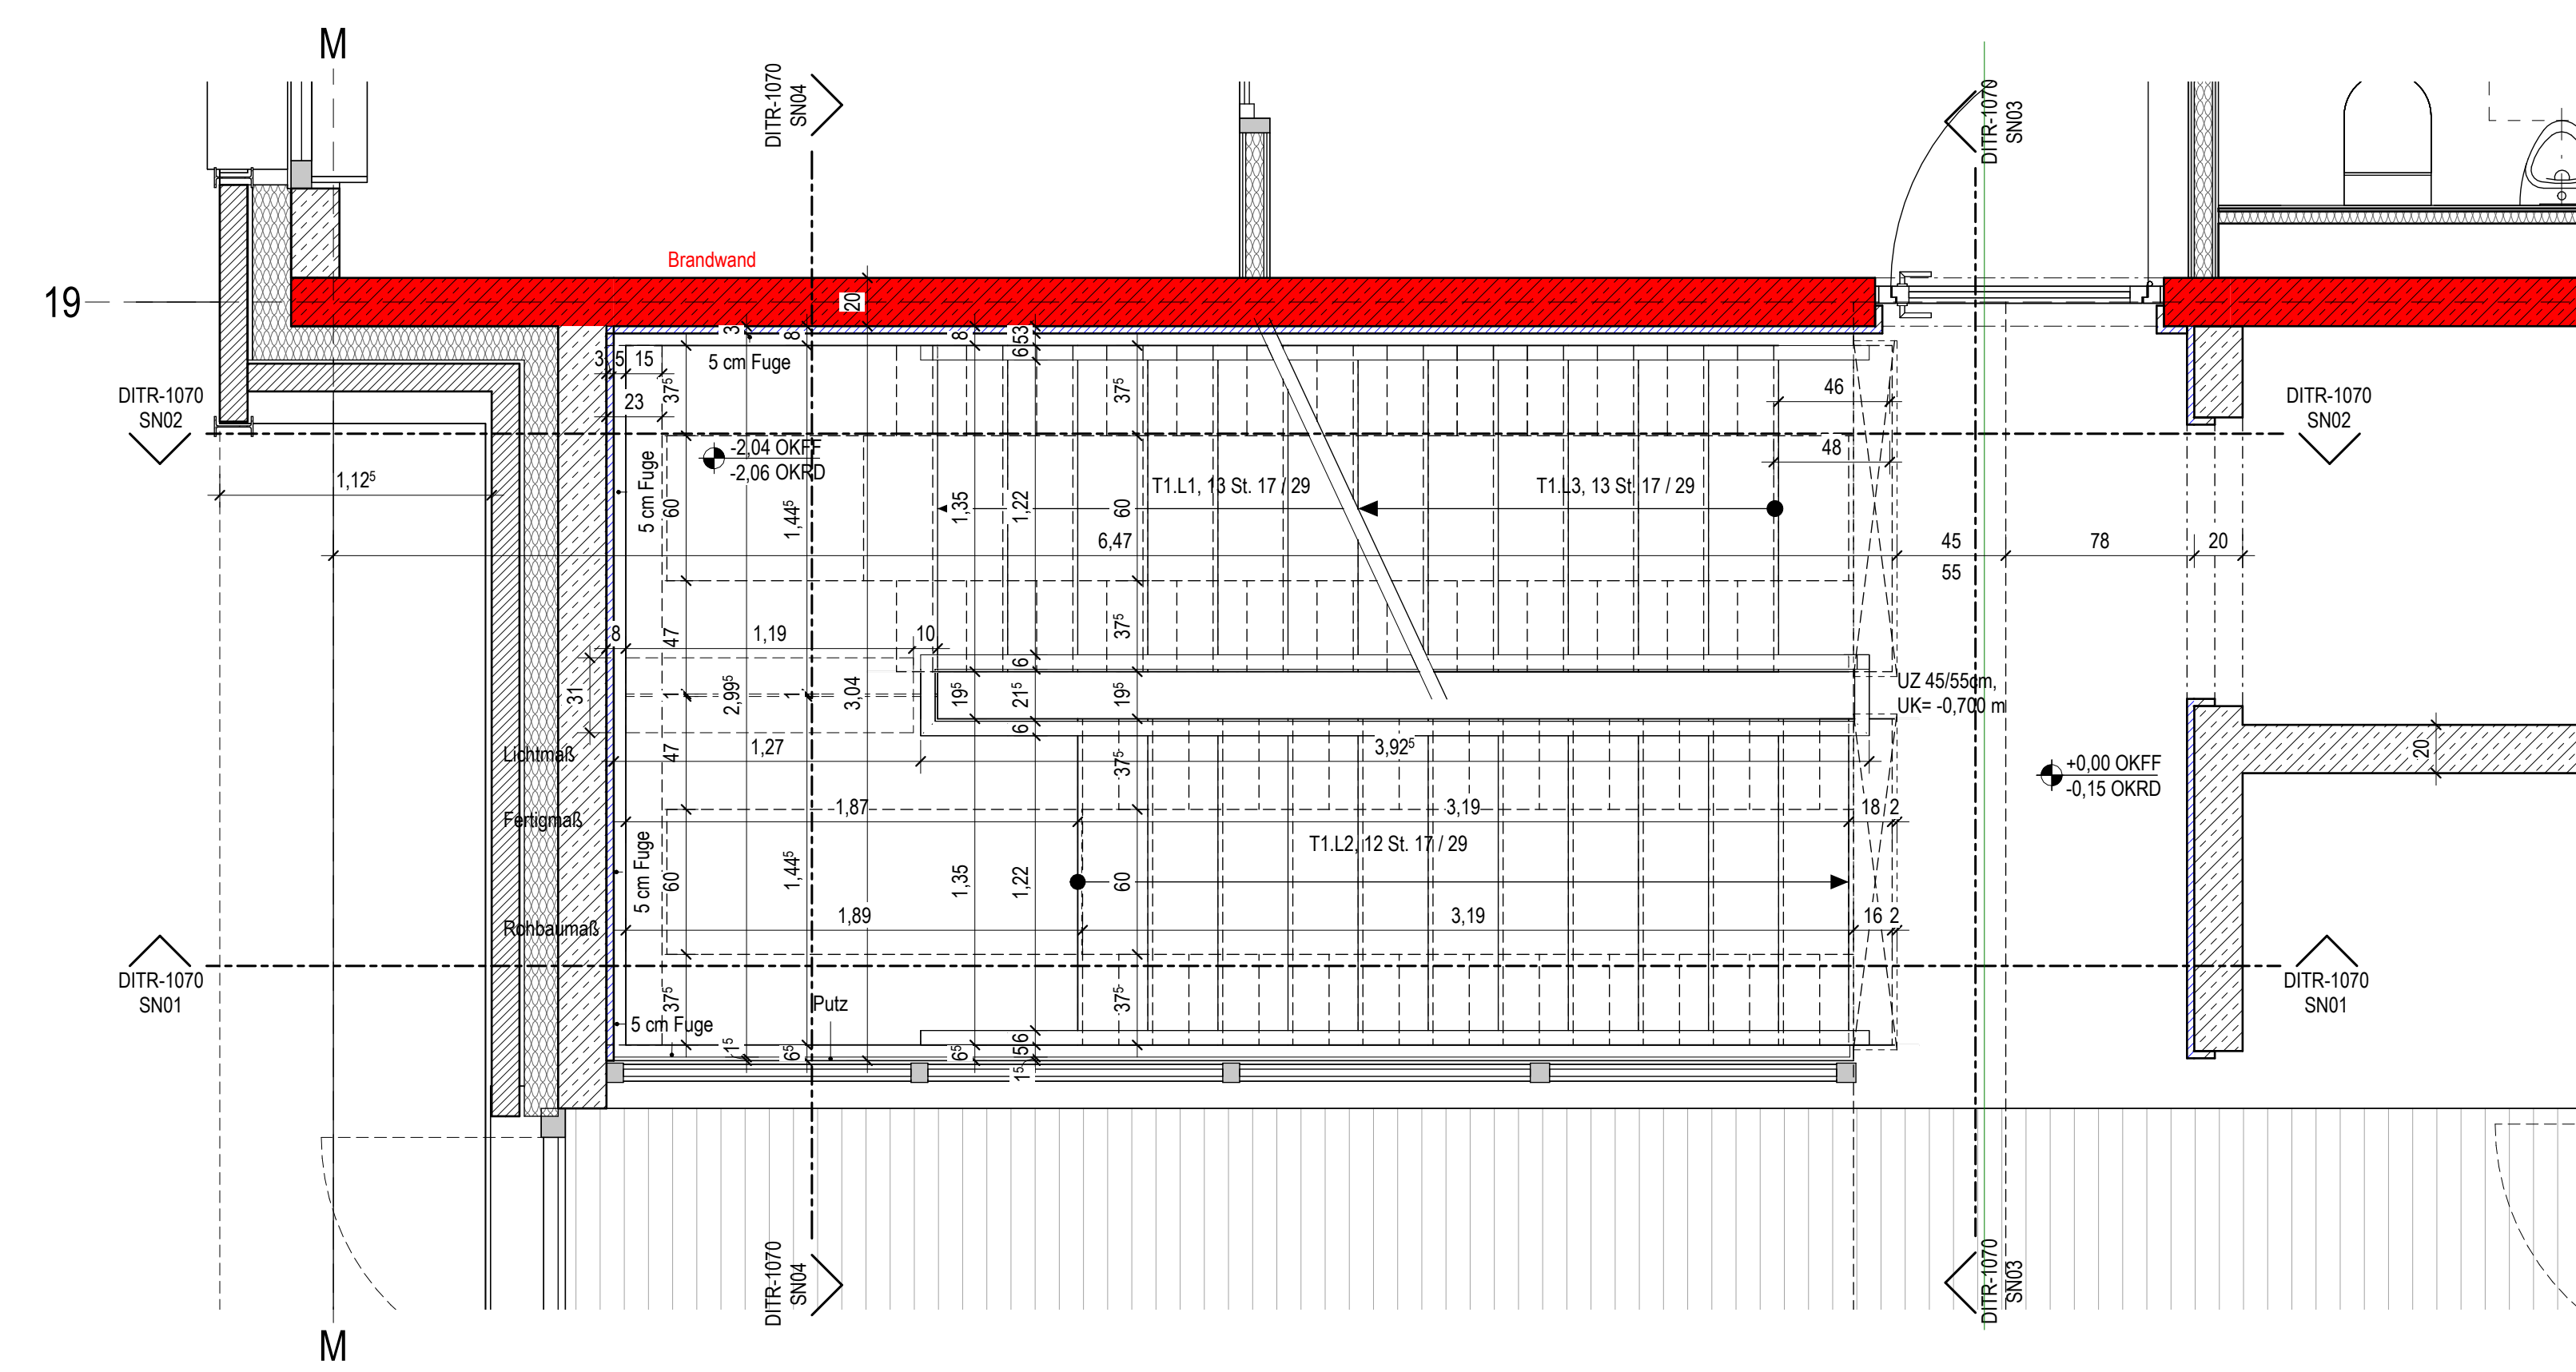 M
DITR-1070
SN04
DITR-1070
SN03
Brandwand
19
20
3
8
8
653
3 5 15
5 cm Fuge
37⁵
37⁵
23
46
DITR-1070
SN02
DITR-1070
SN02
-2,04 OKFF
-2,06 OKRD
48
1,12⁵
5 cm Fuge
60
1,44⁵
1,35
1,22
60
T1.L1, 13 St. 17 / 29
T1.L3, 13 St. 17 / 29
6,47
45
55
78
20
8
47
1,19
10
37⁵
6
31
1
2,99⁵
1
3,04
19⁵
21⁵
19⁵
UZ 45/55cm,
UK= -0,700 m
6
Lichtmaß
47
1,27
37⁵
3,92⁵
20
+0,00 OKFF
-0,15 OKRD
Fertigmaß
1,87
3,19
18 2
T1.L2, 12 St. 17 / 29
5 cm Fuge
60
1,44⁵
1,35
1,22
60
Rohbaumaß
1,89
3,19
16 2
DITR-1070
SN01
DITR-1070
SN01
37⁵
Putz
37⁵
5 cm Fuge
1⁵
6⁵
6⁵
1⁵56
DITR-1070
SN04
DITR-1070
SN03
M